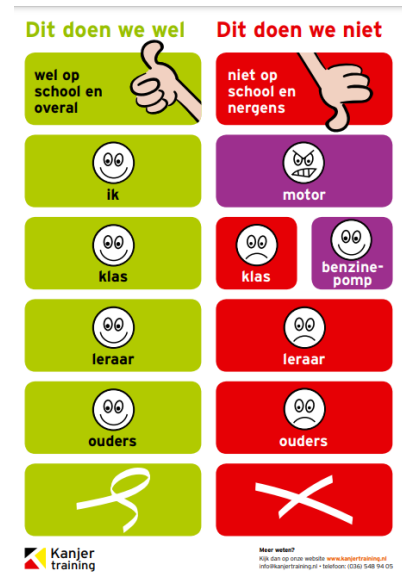 Dit doen we wel
wel op
school en
overal
ik
klas
leraar
ouders
Dit doen we niet
niet op
school en
nergens
motor
klas
benzine-
pomp
leraar
ouders
Kanjer
training
Meer weten?
Kijk dan op onze website www.kanjertraining.nl
info@kanjertraining.nl • telefoon: (036) 548 94 05